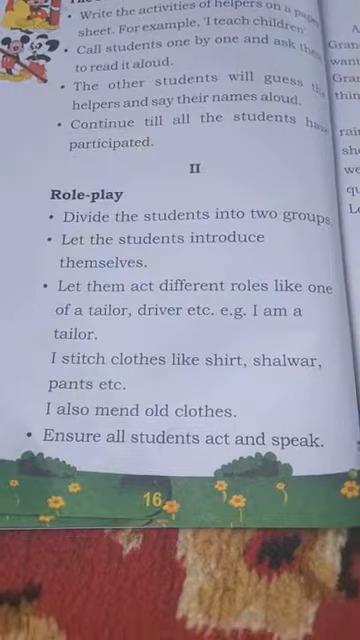 • Write the activities of helpers on a paper
sheet. For example, 'I teach children'
• Call students one by one and ask them
to read it aloud.
• The other students will guess the
helpers and say their names aloud.
• Continue till all the students have
participated.
II
Role-play
• Divide the students into two groups.
• Let the students introduce
themselves.
• Let them act different roles like one
of a tailor, driver etc. e.g. I am a
tailor.
I stitch clothes like shirt, shalwar,
pants etc.
I also mend old clothes.
• Ensure all students act and speak.
16